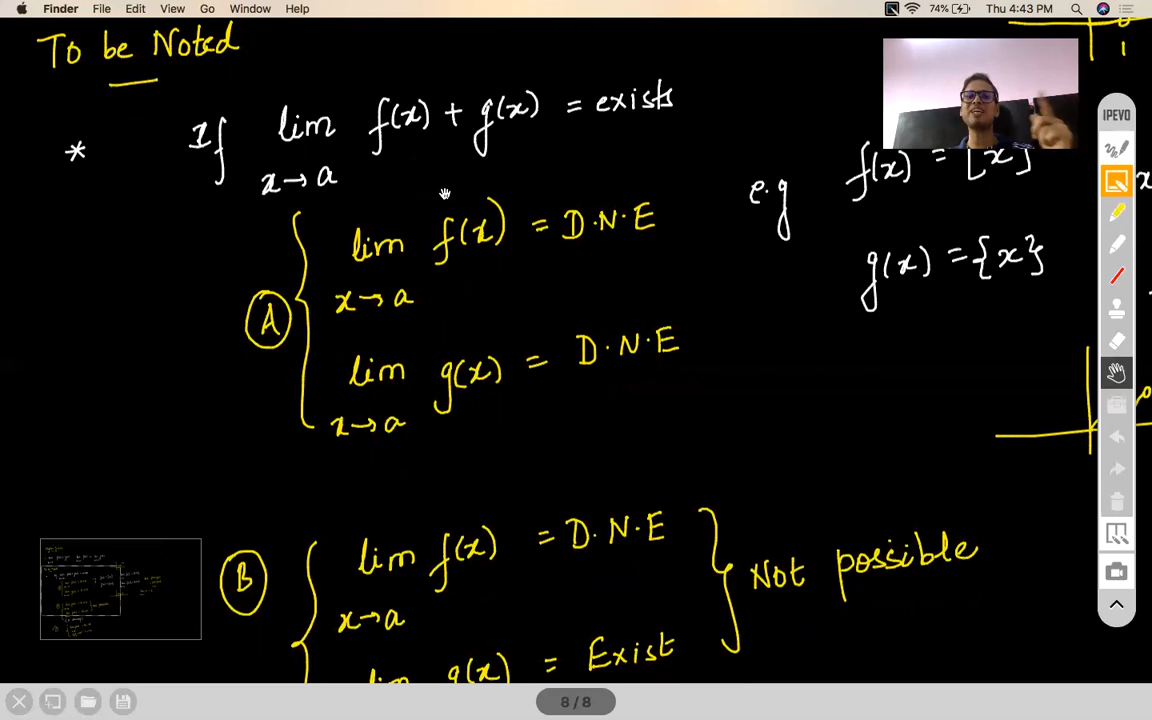 Finder File Edit View Go Window Help 74% Thu 4:43 PM
To be Noted
* If lim f(x) + g(x) = exists
x→a
A lim f(x) = D.N.E
x→a
lim g(x) = D.N.E
x→a
e.g f(x) = [x]
g(x) = {x}
B lim f(x) = D.N.E
x→a
Not possible
lim g(x) = Exist
IPEVO
8 / 8